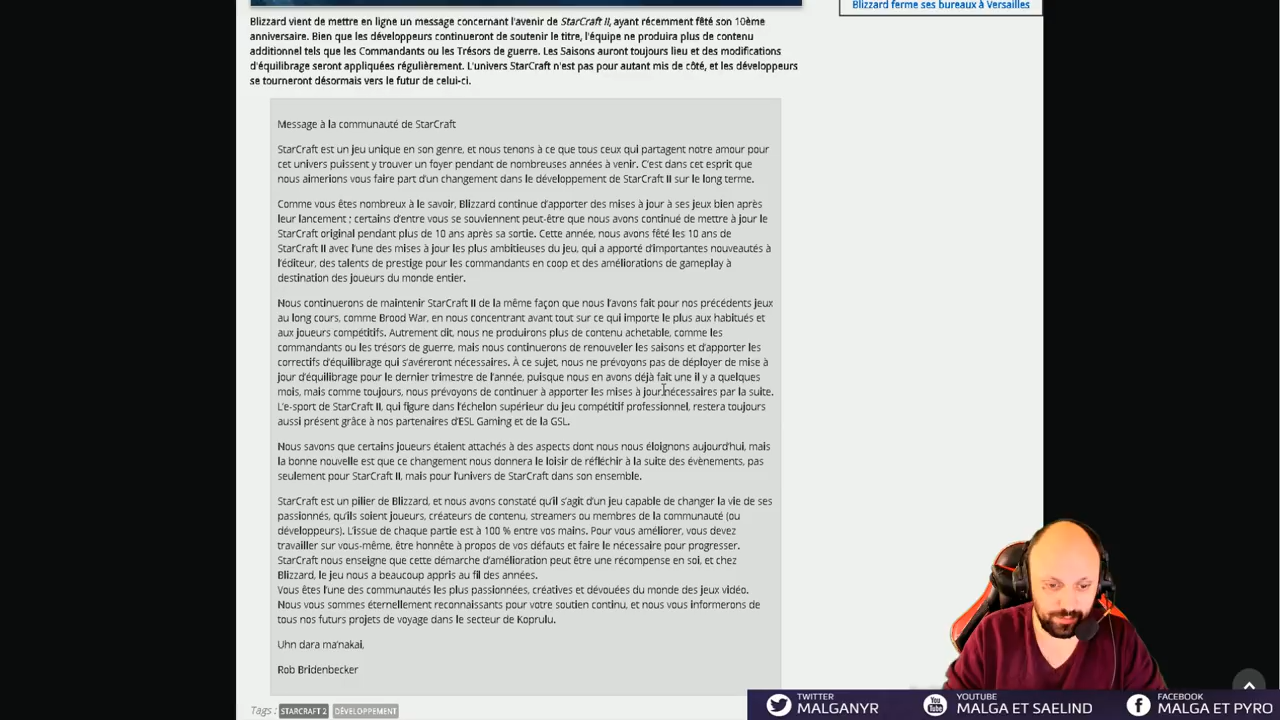 Blizzard ferme ses bureaux à Versailles
Blizzard vient de mettre en ligne un message concernant l'avenir de StarCraft II, ayant récemment fêté son 10ème
anniversaire. Bien que les développeurs continueront de soutenir le titre, l'équipe ne produira plus de contenu
additionnel tels que les Commandants ou les Trésors de guerre. Les Saisons auront toujours lieu et des modifications
d'équilibrage seront appliquées régulièrement. L'univers StarCraft n'est pas pour autant mis de côté, et les développeurs
se tourneront désormais vers le futur de celui-ci.
Message à la communauté de StarCraft
StarCraft est un jeu unique en son genre, et nous tenons à ce que tous ceux qui partagent notre amour pour
cet univers puissent y trouver un foyer pendant de nombreuses années à venir. C'est dans cet esprit que
nous aimerions vous faire part d'un changement dans le développement de StarCraft II sur le long terme.
Comme vous êtes nombreux à le savoir, Blizzard continue d'apporter des mises à jour à ses jeux bien après
leur lancement ; certains d'entre vous se souviennent peut-être que nous avons continué de mettre à jour le
StarCraft original pendant plus de 10 ans après sa sortie. Cette année, nous avons fêté les 10 ans de
StarCraft II avec l'une des mises à jour les plus ambitieuses du jeu, qui a apporté d'importantes nouveautés à
l'éditeur, des talents de prestige pour les commandants en coop et des améliorations de gameplay à
destination des joueurs du monde entier.
Nous continuerons de maintenir StarCraft II de la même façon que nous l'avons fait pour nos précédents jeux
au long cours, comme Brood War, en nous concentrant avant tout sur ce qui importe le plus aux habitués et
aux joueurs compétitifs. Autrement dit, nous ne produirons plus de contenu achetable, comme les
commandants ou les trésors de guerre, mais nous continuerons de renouveler les saisons et d'apporter les
correctifs d'équilibrage qui s'avéreront nécessaires. À ce sujet, nous ne prévoyons pas de déployer de mise à
jour d'équilibrage pour le dernier trimestre de l'année, puisque nous en avons déjà fait une il y a quelques
mois, mais comme toujours, nous prévoyons de continuer à apporter les mises à jour nécessaires par la suite.
L'e-sport de StarCraft II, qui figure dans l'échelon supérieur du jeu compétitif professionnel, restera toujours
aussi présent grâce à nos partenaires d'ESL Gaming et de la GSL.
Nous savons que certains joueurs étaient attachés à des aspects dont nous nous éloignons aujourd'hui, mais
la bonne nouvelle est que ce changement nous donnera le loisir de réfléchir à la suite des évènements, pas
seulement pour StarCraft II, mais pour l'univers de StarCraft dans son ensemble.
StarCraft est un pilier de Blizzard, et nous avons constaté qu'il s'agit d'un jeu capable de changer la vie de ses
passionnés, qu'ils soient joueurs, créateurs de contenu, streamers ou membres de la communauté (ou
développeurs). L'issue de chaque partie est à 100 % entre vos mains. Pour vous améliorer, vous devez
travailler sur vous-même, être honnête à propos de vos défauts et faire le nécessaire pour progresser.
StarCraft nous enseigne que cette démarche d'amélioration peut être une récompense en soi, et chez
Blizzard, le jeu nous a beaucoup appris au fil des années.
Vous êtes l'une des communautés les plus passionnées, créatives et dévouées du monde des jeux vidéo.
Nous vous sommes éternellement reconnaissants pour votre soutien continu, et nous vous informerons de
tous nos futurs projets de voyage dans le secteur de Koprulu.
Uhn dara ma'nakai,
Rob Bridenbecker
Tags : STARCRAFT 2 DÉVELOPPEMENT
TWITTER
MALGANYR
YOUTUBE
MALGA ET SAELIND
FACEBOOK
MALGA ET PYRO